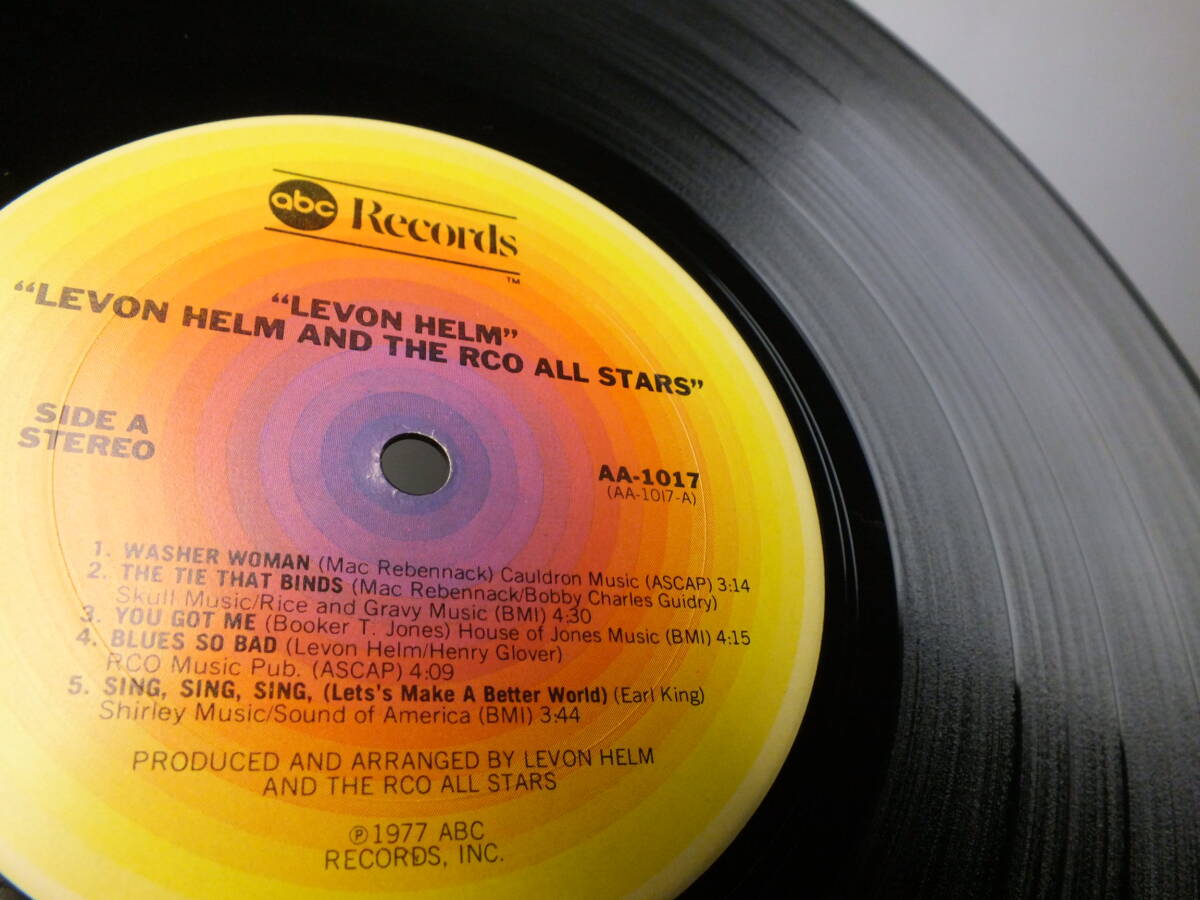 abc Records
™
"LEVON HELM"
"LEVON HELM AND THE RCO ALL STARS"
SIDE A
STEREO
AA-1017
(AA-1017-A)
1. WASHER WOMAN (Mac Rebennack) Cauldron Music (ASCAP) 3:14
2. THE TIE THAT BINDS (Mac Rebennack/Bobby Charles Guidry)
Skull Music/Rice and Gravy Music (BMI) 4:30
3. YOU GOT ME (Booker T. Jones) House of Jones Music (BMI) 4:15
4. BLUES SO BAD (Levon Helm/Henry Glover)
RCO Music Pub. (ASCAP) 4:09
5. SING, SING, SING, (Lets's Make A Better World) (Earl King)
Shirley Music/Sound of America (BMI) 3:44
PRODUCED AND ARRANGED BY LEVON HELM
AND THE RCO ALL STARS
℗1977 ABC
RECORDS, INC.